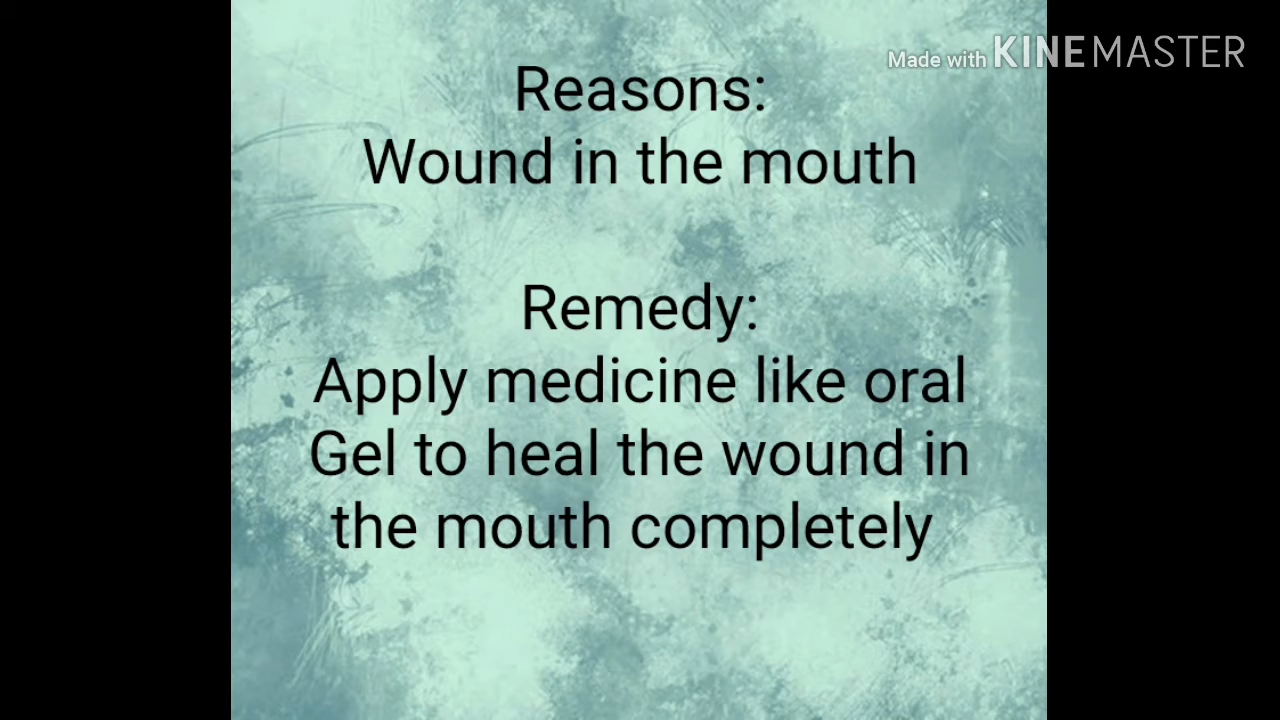 Made with KINEMASTER
Reasons:
Wound in the mouth
Remedy:
Apply medicine like oral
Gel to heal the wound in
the mouth completely